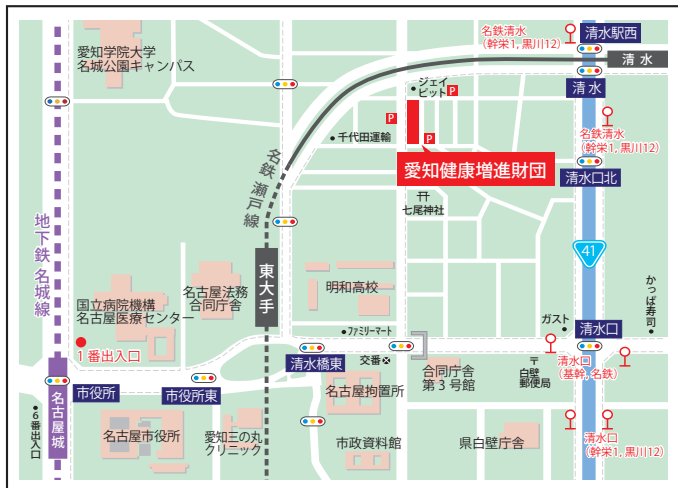 愛知学院大学
名城公園キャンパス
名鉄清水
(幹栄1, 黒川12)
清水駅西
清 水
清 水
ジェイ
ビット
P
P
P
千代田運輸
名鉄清水
(幹栄1, 黒川12)
愛知健康増進財団
清水口北
七尾神社
名鉄 瀬戸線
地下鉄 名城線
東大手
41
名古屋法務
合同庁舎
明和高校
国立病院機構
名古屋医療センター
かっぱ寿司
ガスト
清水口
ファミリーマート
1番出入口
清水橋東
交番
清水口
(基幹, 名鉄)
合同庁舎
第3号館
〒
白壁
郵便局
市役所
市役所東
名古屋拘置所
名古屋城
6番出入口
名古屋市役所
愛知三の丸
クリニック
市政資料館
県白壁庁舎
清水口
(幹栄1, 黒川12)